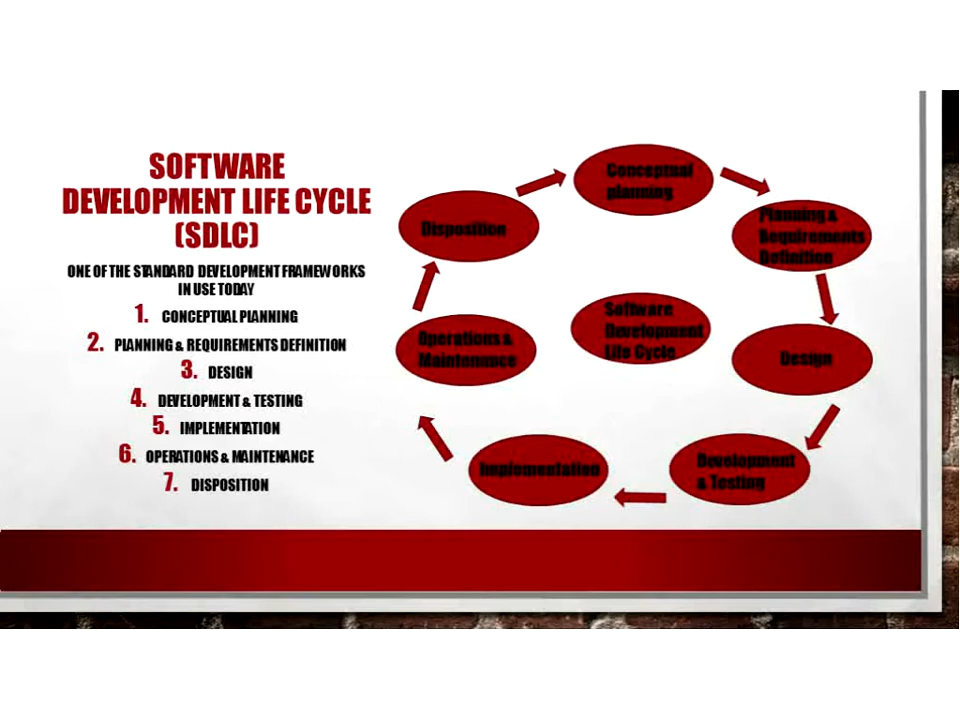 SOFTWARE
DEVELOPMENT LIFE CYCLE
(SDLC)
ONE OF THE STANDARD DEVELOPMENT FRAMEWORKS
IN USE TODAY
1. CONCEPTUAL PLANNING
2. PLANNING & REQUIREMENTS DEFINITION
3. DESIGN
4. DEVELOPMENT & TESTING
5. IMPLEMENTATION
6. OPERATIONS & MAINTENANCE
7. DISPOSITION
Conceptual
planning
Planning &
Requirements
Definition
Design
Development
& Testing
Implementation
Operations &
Maintenance
Disposition
Software
Development
Life Cycle